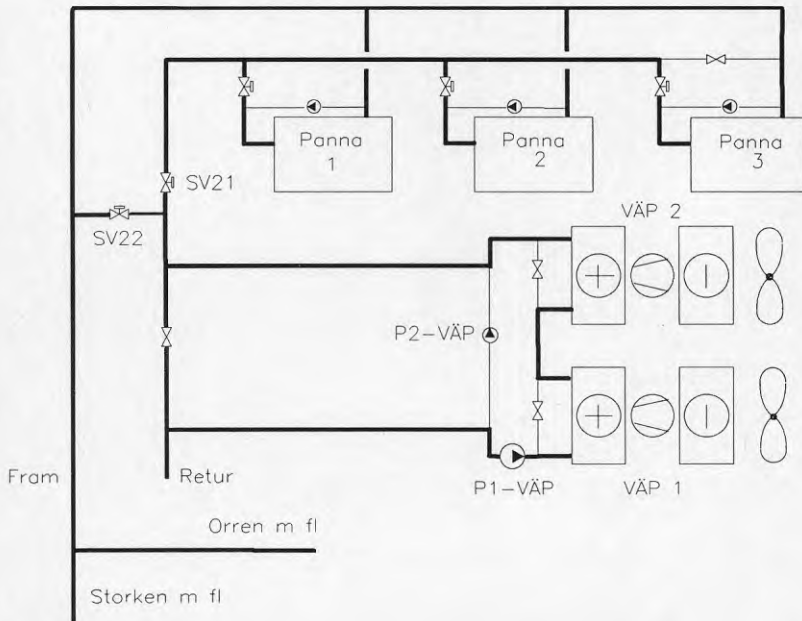 Panna
1
Panna
2
Panna
3
SV21
SV22
VÄP 2
P2-VÄP
Fram
Retur
P1-VÄP
VÄP 1
Orren m fl
Storken m fl